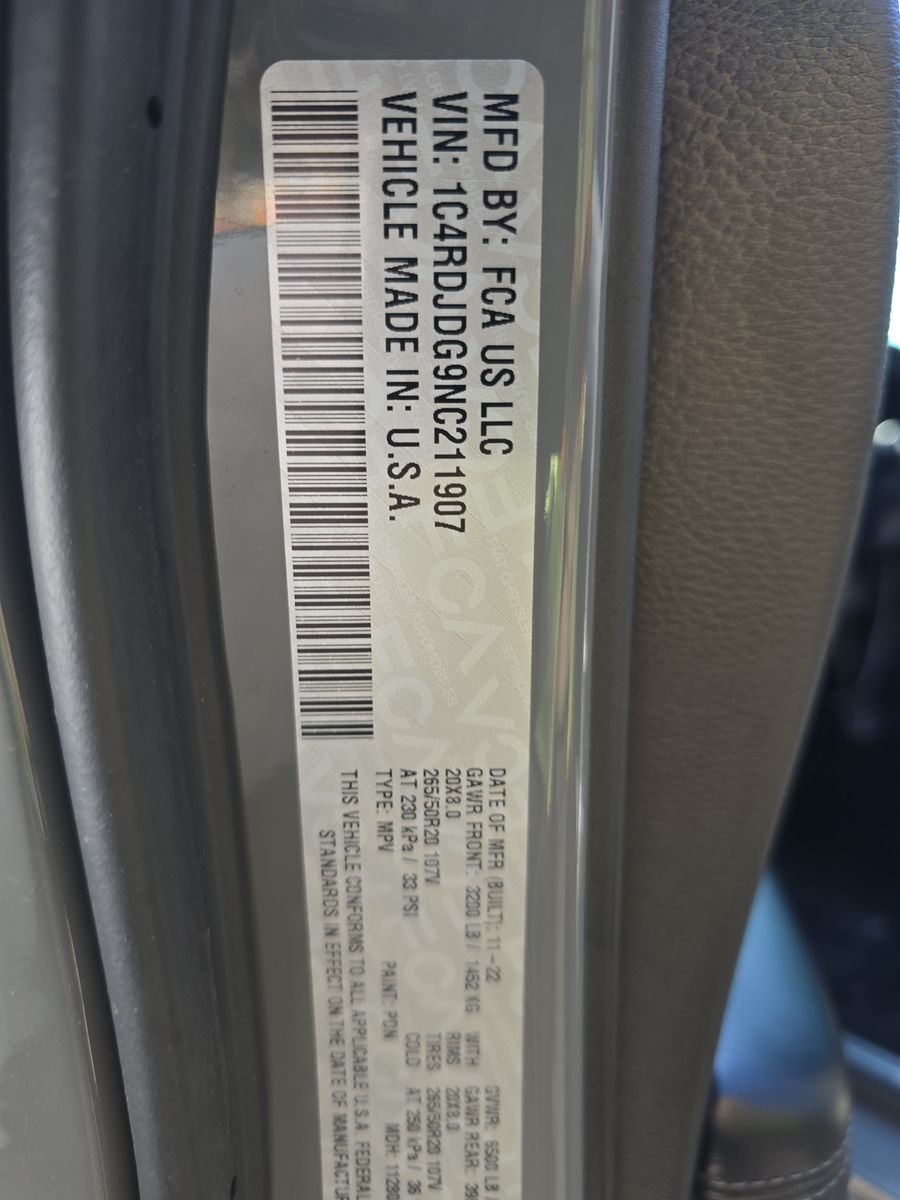 MFD BY: FCA US LLC
VIN: 1C4RDJDG9NC211907
VEHICLE MADE IN: U.S.A.
DATE OF MFR (BUILT): 11-22 GVWR: 6500 LB /
GAWR FRONT: 3200 LB / 1452 KG WITH GAWR REAR: 39
20X8.0 RIMS 20X8.0
265/50R20 107V TIRES 265/50R20 107V
AT 230 kPa / 33 PSI COLD AT 250 kPa / 36
TYPE: MPV PAINT: PDN MDH: 11280
THIS VEHICLE CONFORMS TO ALL APPLICABLE U.S.A. FEDERAL
STANDARDS IN EFFECT ON THE DATE OF MANUFACTUR